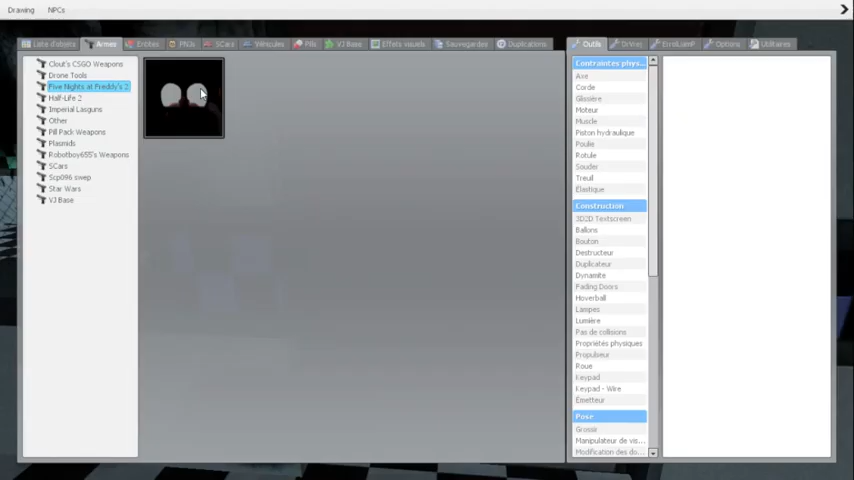 Drawing NPCs
Liste d'objets Armes Entités PNJs SCars Véhicules Pills VJ Base Effets visuels Sauvegardes Duplications Outils Options Utilitaires
Clout's CSGO Weapons
Drone Tools
Five Nights at Freddy's 2
Half-Life 2
Imperial Lasguns
Other
Pill Pack Weapons
Plasmids
Robotboy655's Weapons
SCars
Scp096 swep
Star Wars
VJ Base
Contraintes phys...
Axe
Corde
Glissière
Moteur
Muscle
Piston hydraulique
Poulie
Rotule
Souder
Treuil
Élastique
Construction
3D2D Textscreen
Ballons
Bouton
Destructeur
Duplicateur
Dynamite
Fading Doors
Hoverball
Lampes
Lumière
Pas de collisions
Propriétés physiques
Propulseur
Roue
Keypad
Keypad - Wire
Émetteur
Pose
Grossir
Manipulateur de vis...
Modification des do...